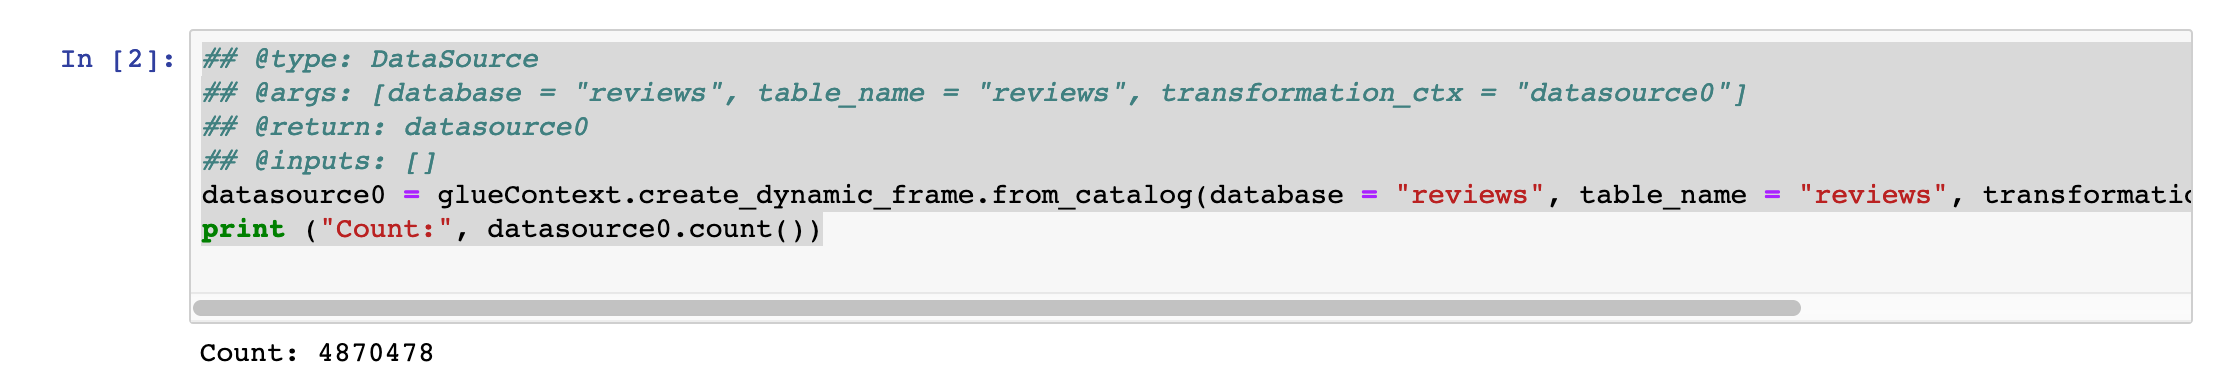 In [2]:
## @type: DataSource
## @args: [database = "reviews", table_name = "reviews", transformation_ctx = "datasource0"]
## @return: datasource0
## @inputs: []
datasource0 = glueContext.create_dynamic_frame.from_catalog(database = "reviews", table_name = "reviews", transformatic
print ("Count:", datasource0.count())
Count: 4870478